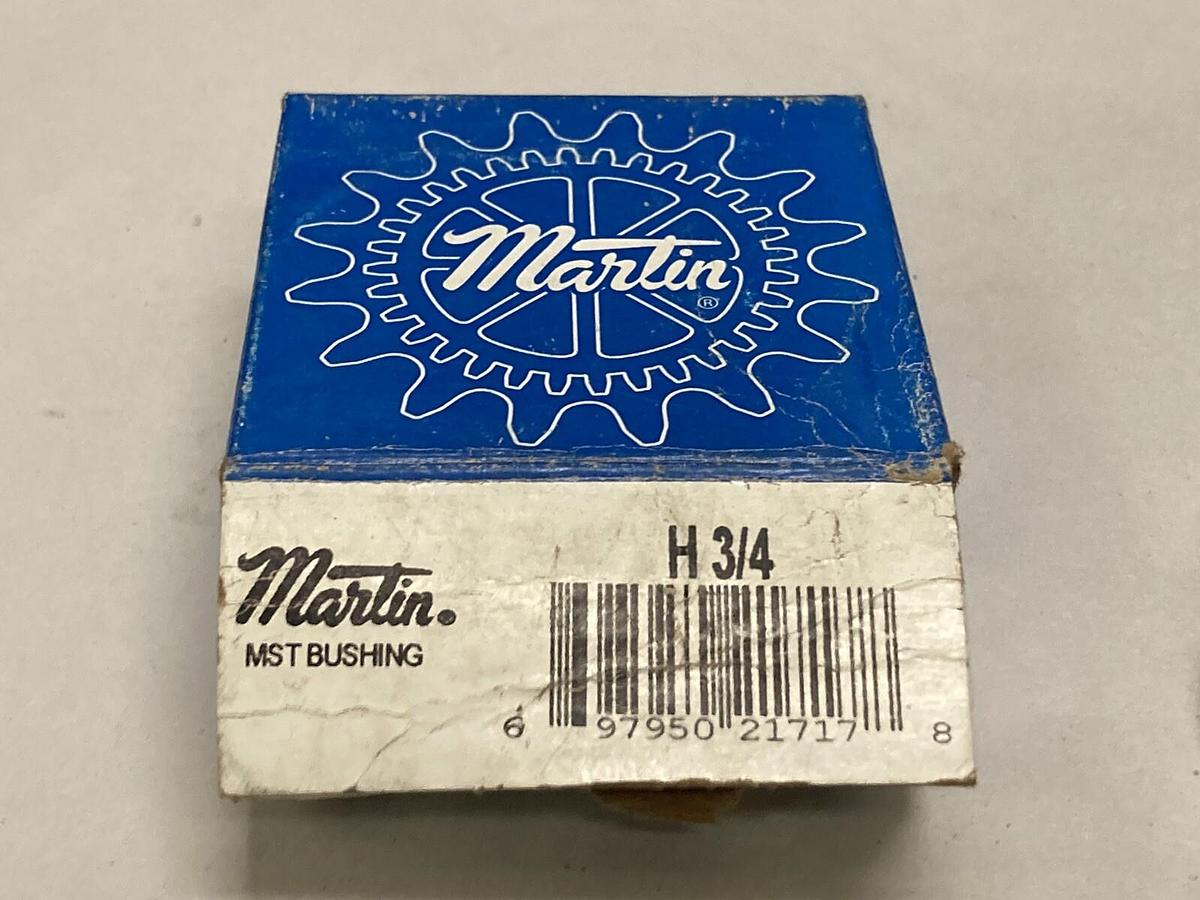 Martin
®
H 3/4
Martin.
MST BUSHING
6 97950 21717 8